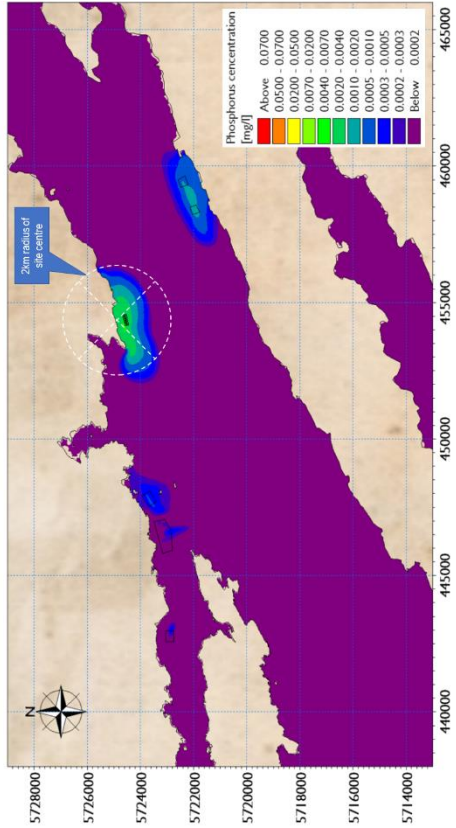 N
2km radius of
site centre
Phosphorus cencentration
[mg/l]
Above 0.0700
0.0500 - 0.0700
0.0200 - 0.0500
0.0070 - 0.0200
0.0040 - 0.0070
0.0020 - 0.0040
0.0010 - 0.0020
0.0005 - 0.0010
0.0003 - 0.0005
0.0002 - 0.0003
Below 0.0002
5728000
5726000
5724000
5722000
5720000
5718000
5716000
5714000
440000
445000
450000
455000
460000
465000